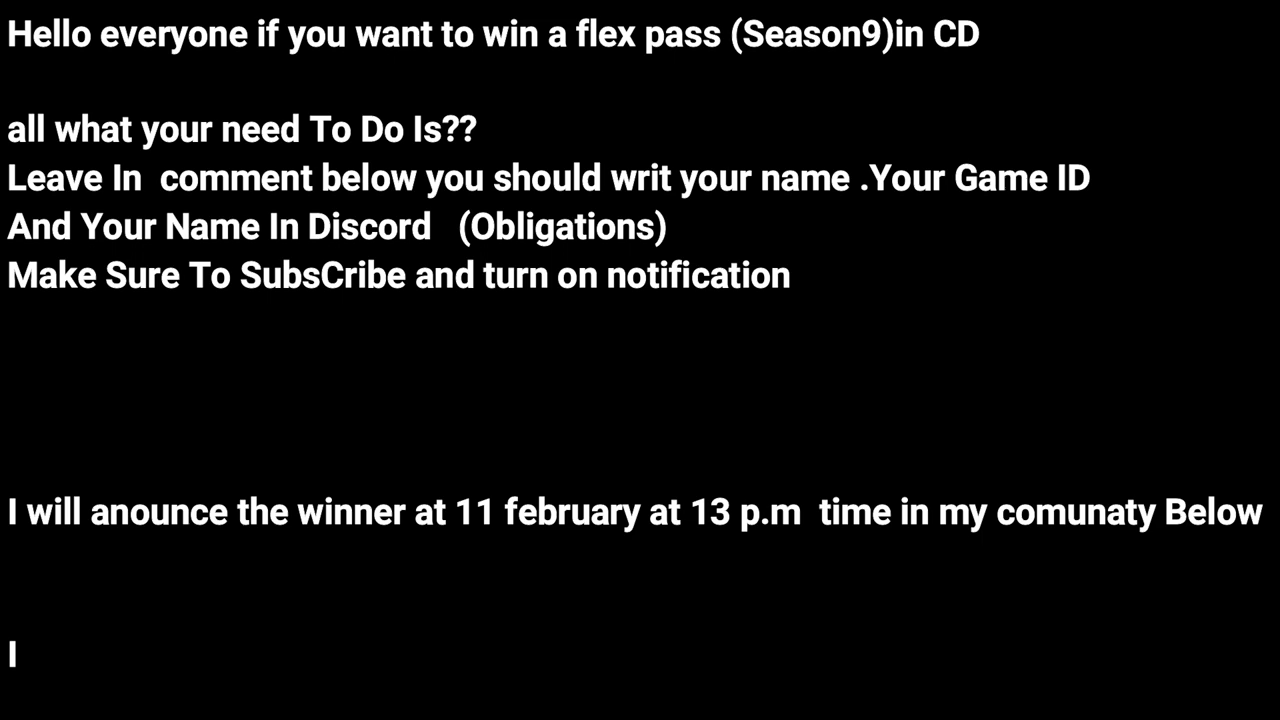 Hello everyone if you want to win a flex pass (Season9)in CD
all what your need To Do Is??
Leave In  comment below you should writ your name .Your Game ID
And Your Name In Discord   (Obligations)
Make Sure To SubsCribe and turn on notification
I will anounce the winner at 11 february at 13 p.m  time in my comunaty Below
I